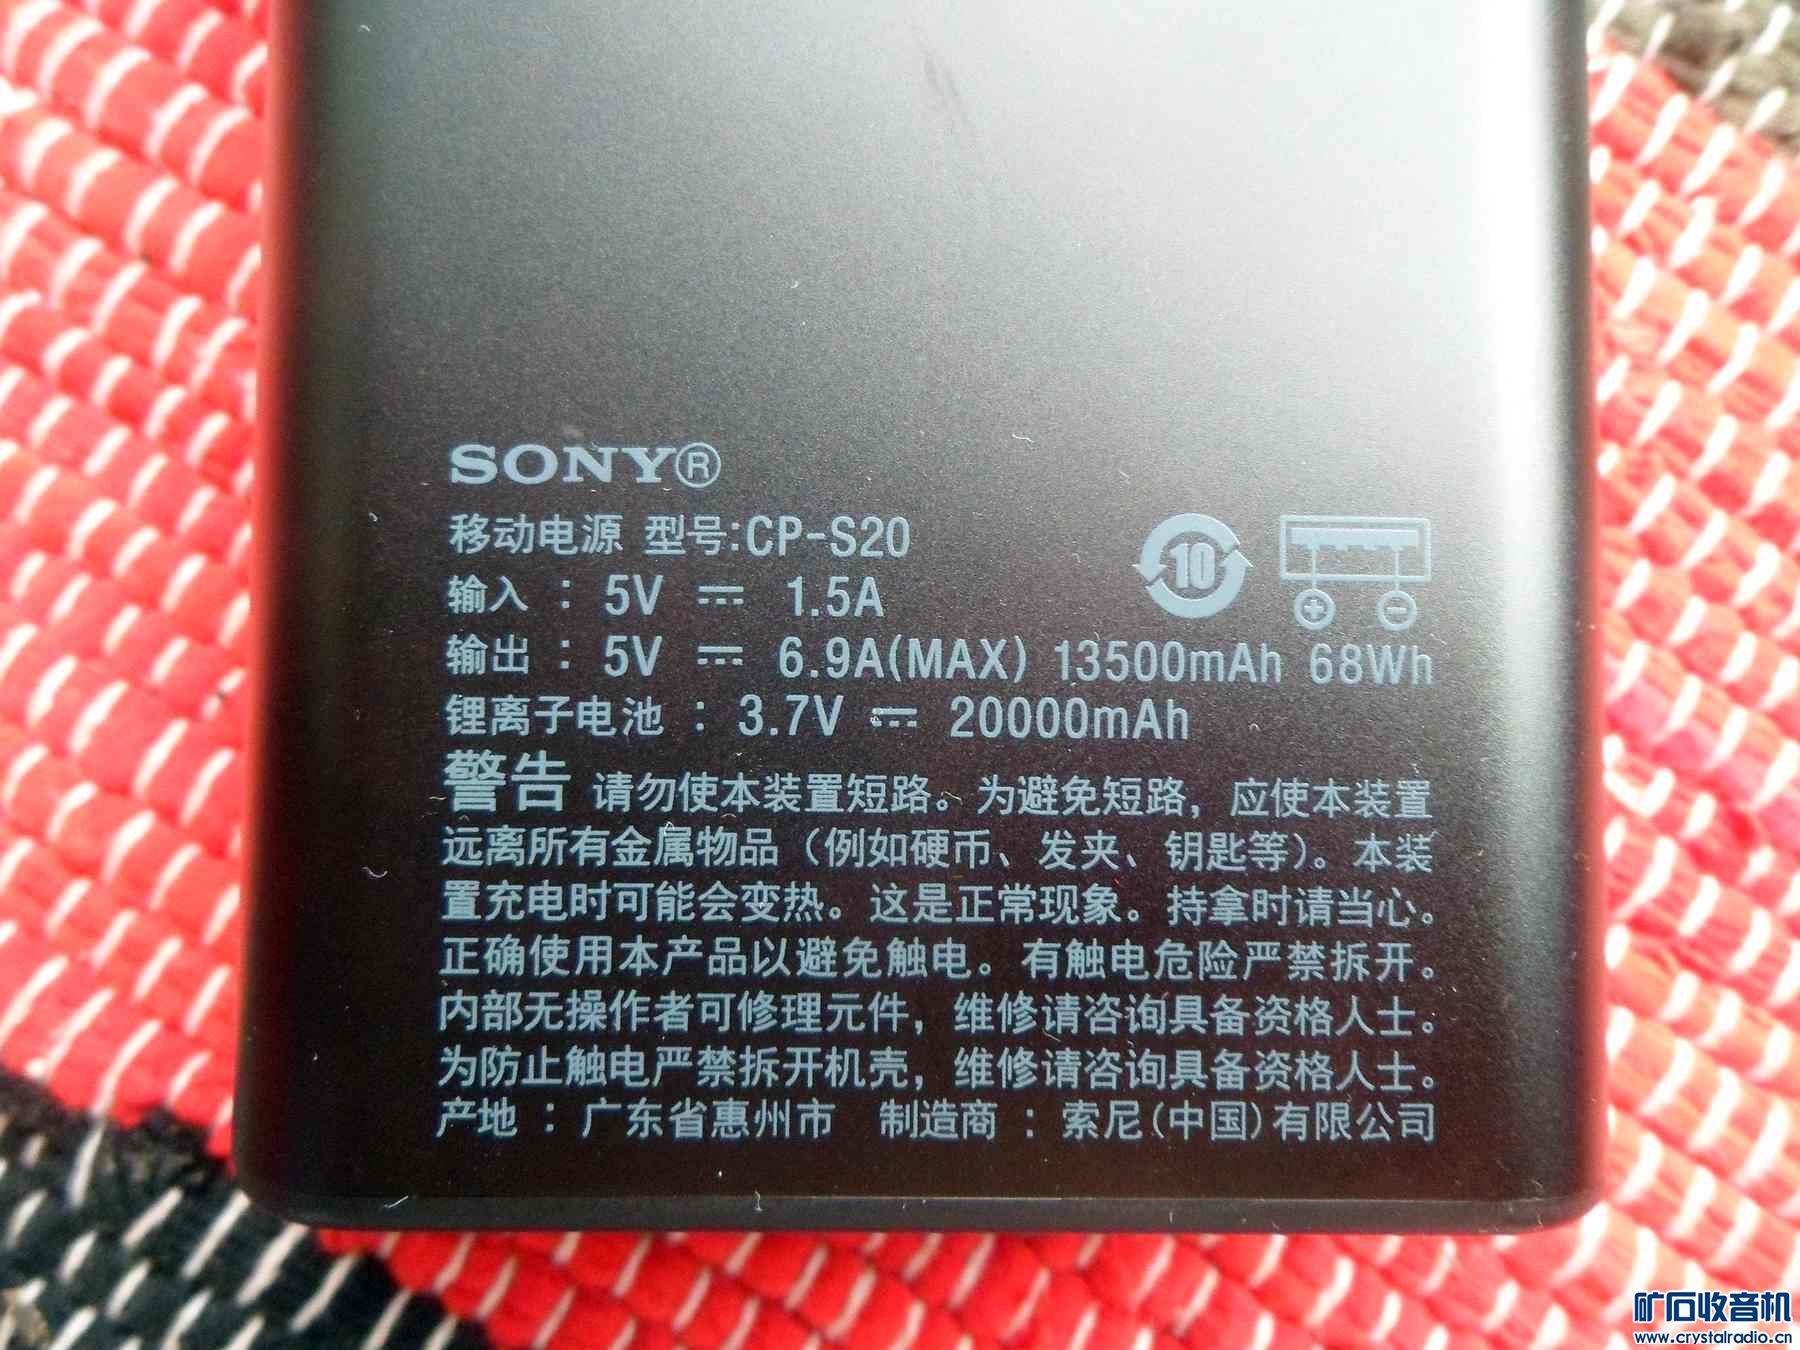 SONY®
移动电源 型号:CP-S20
10
输入 : 5V ⎓ 1.5A
输出 : 5V ⎓ 6.9A(MAX) 13500mAh 68Wh
锂离子电池 : 3.7V ⎓ 20000mAh
警告 请勿使本装置短路。为避免短路，应使本装置
远离所有金属物品（例如硬币、发夹、钥匙等）。本装
置充电时可能会变热。这是正常现象。持拿时请当心。
正确使用本产品以避免触电。有触电危险严禁拆开。
内部无操作者可修理元件，维修请咨询具备资格人士。
为防止触电严禁拆开机壳，维修请咨询具备资格人士。
产地 : 广东省惠州市 制造商 : 索尼(中国)有限公司
矿石收音机
www.crystalradio.cn